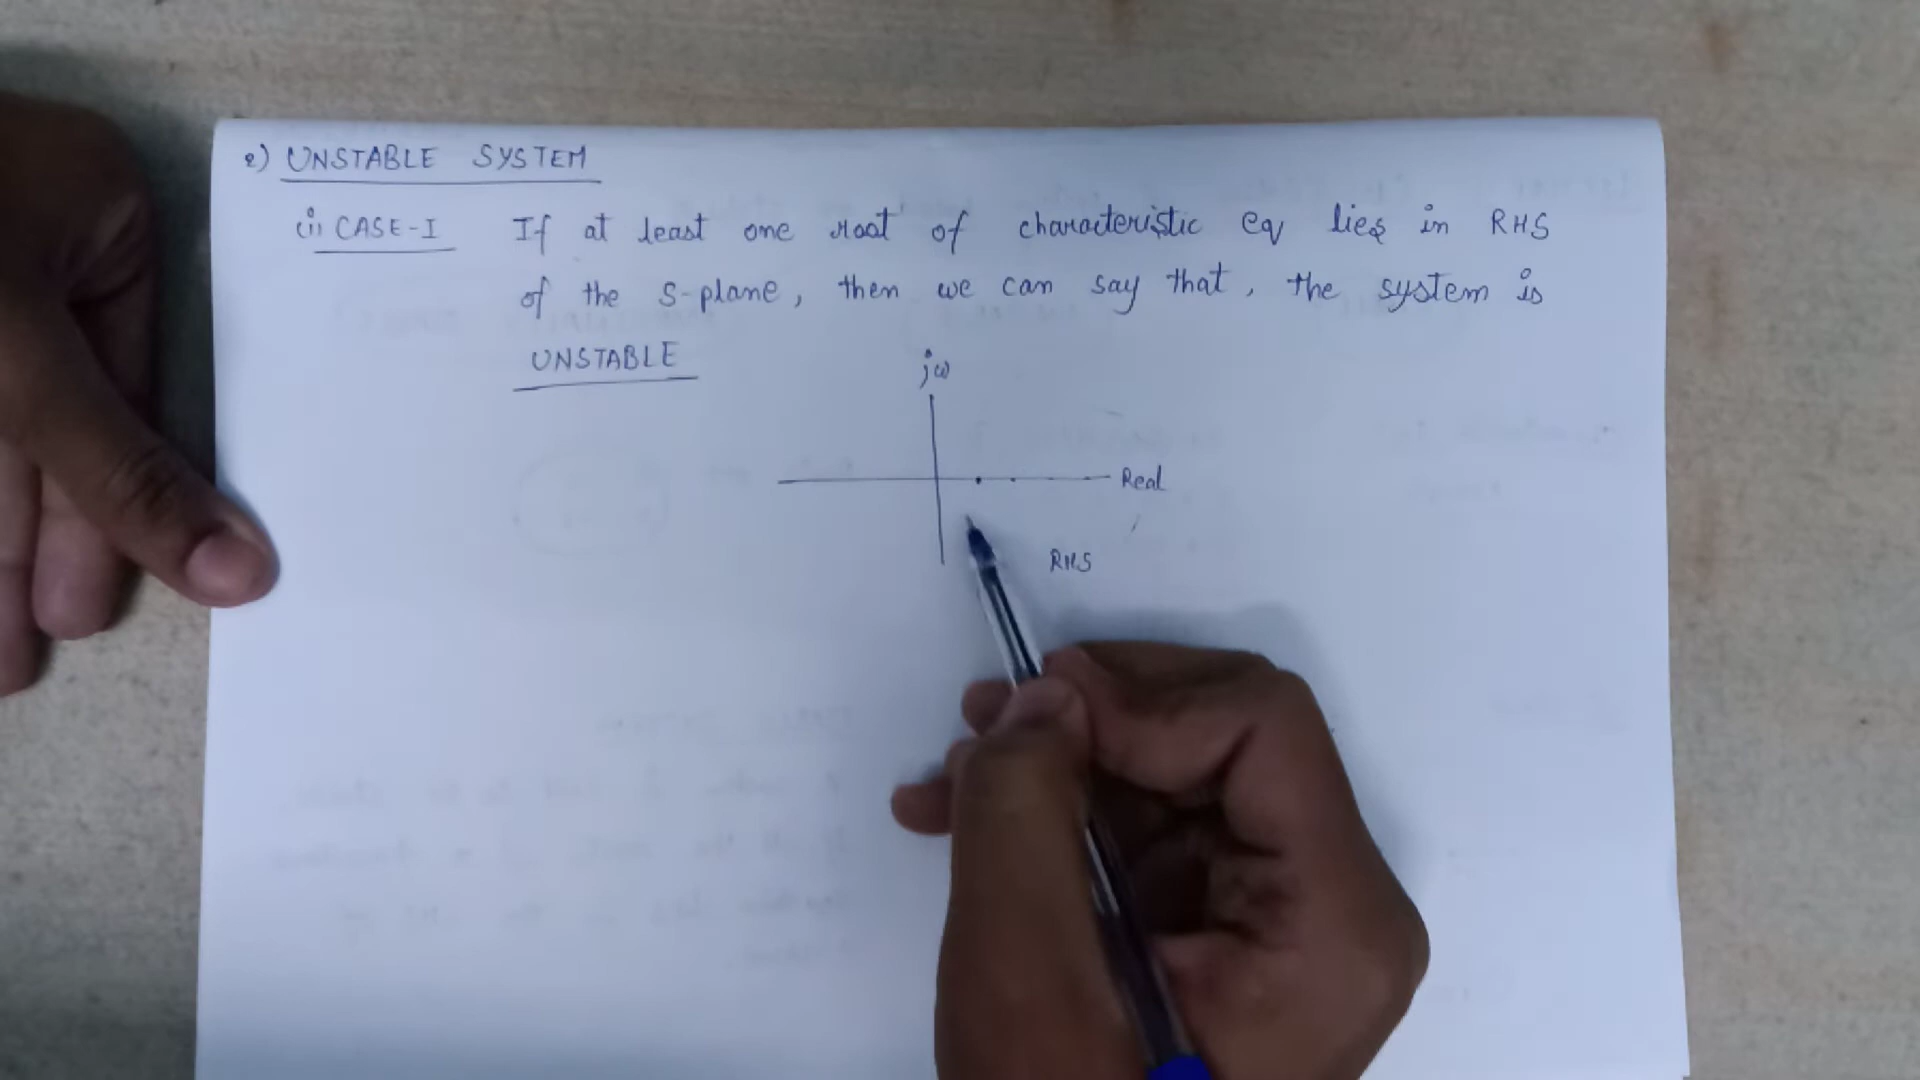 2) UNSTABLE SYSTEM
(i) CASE-I If at least one root of characteristic eq lies in RHS
of the S-plane, then we can say that, the system is
UNSTABLE
jω
Real
RHS